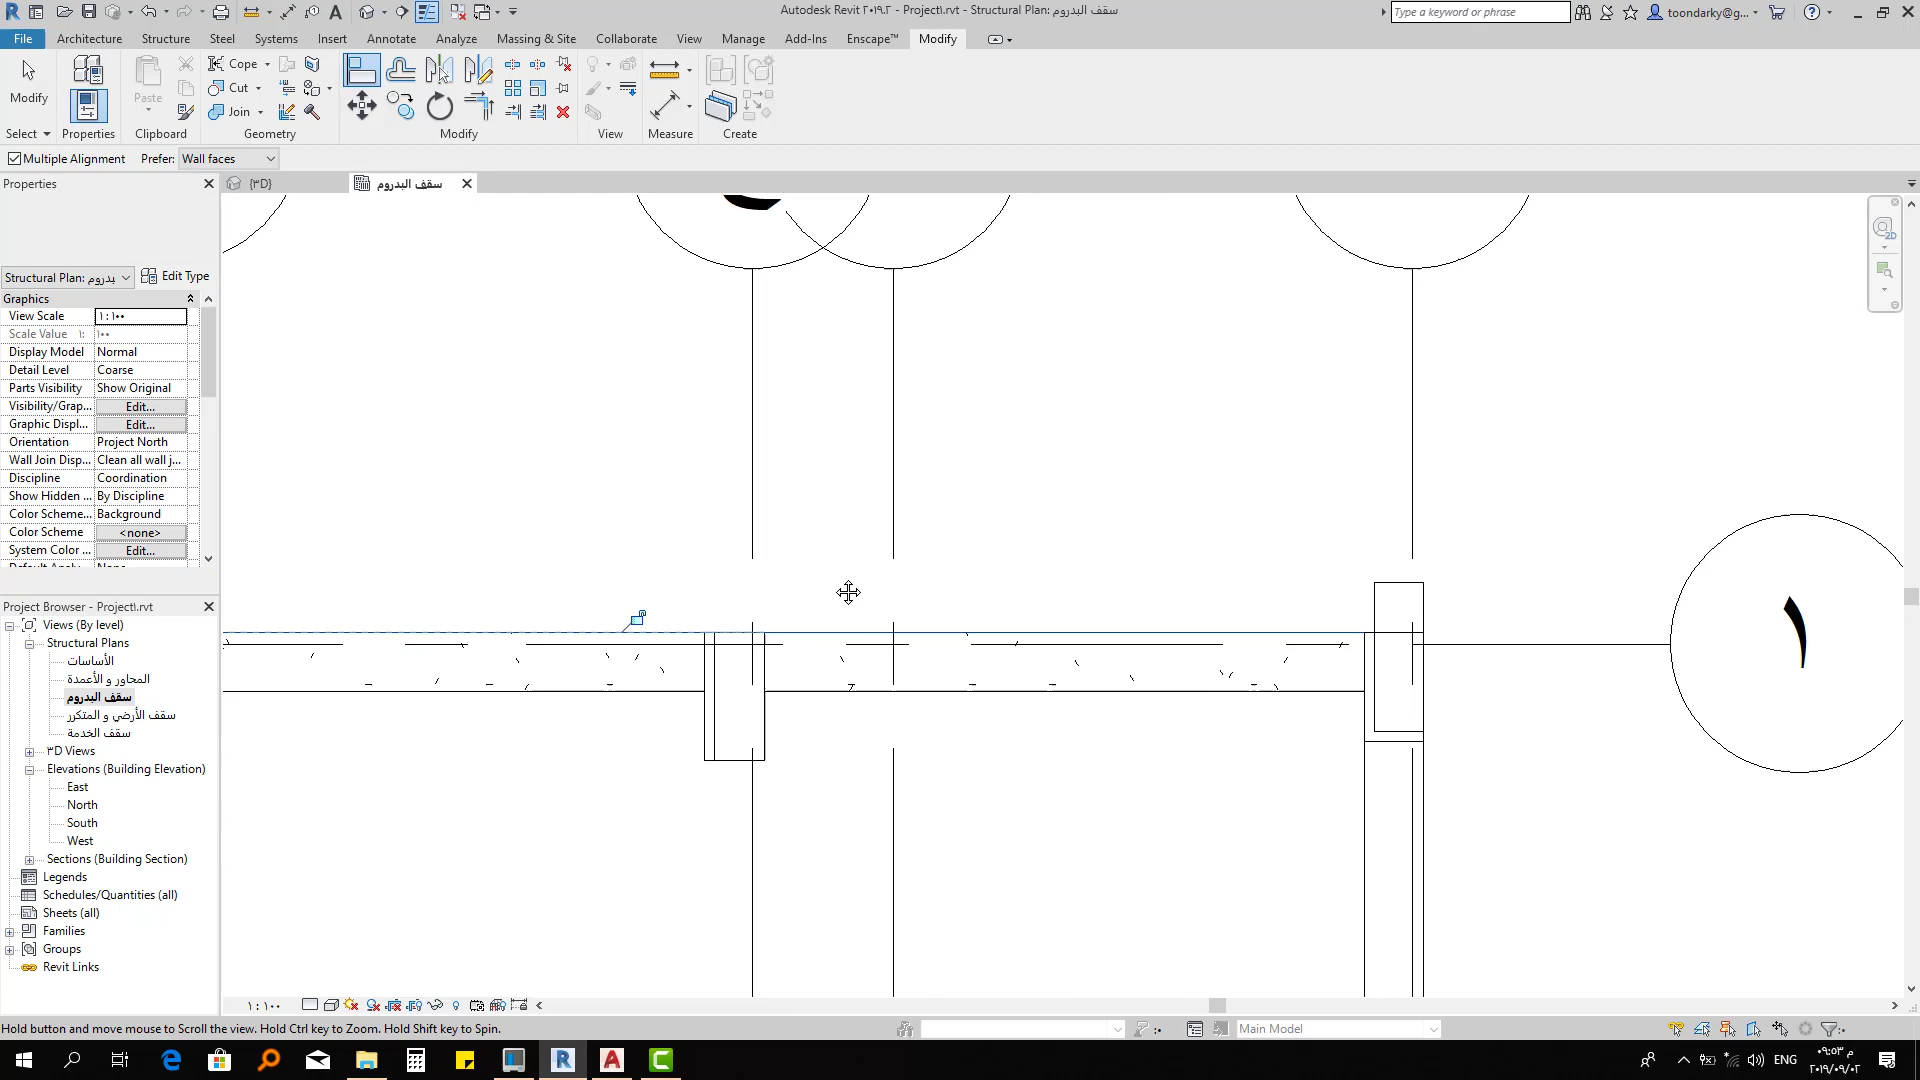 Autodesk Revit ٢٠١٩.٢ - Project١.rvt - Structural Plan: سقف البدروم
Type a keyword or phrase
toondarky@g...
File Architecture Structure Steel Systems Insert Annotate Analyze Massing & Site Collaborate View Manage Add-Ins Enscape™ Modify
Modify
Paste
Cope
Cut
Join
Select Properties Clipboard Geometry Modify View Measure Create
Multiple Alignment Prefer: Wall faces
Properties
{٣D}
سقف البدروم
Structural Plan: بدروم
Edit Type
Graphics
View Scale ١ : ١٠٠
Scale Value ١: ١٠٠
Display Model Normal
Detail Level Coarse
Parts Visibility Show Original
Visibility/Grap... Edit...
Graphic Displ... Edit...
Orientation Project North
Wall Join Disp... Clean all wall j...
Discipline Coordination
Show Hidden ... By Discipline
Color Scheme... Background
Color Scheme <none>
System Color ... Edit...
Project Browser - Project١.rvt
Views (By level)
Structural Plans
الأساسات
المحاور و الأعمدة
سقف البدروم
سقف الأرضي و المتكرر
سقف الخدمة
٣D Views
Elevations (Building Elevation)
East
North
South
West
Sections (Building Section)
Legends
Schedules/Quantities (all)
Sheets (all)
Families
Groups
Revit Links
١
2D
١ : ١٠٠
Hold button and move mouse to Scroll the view. Hold Ctrl key to Zoom. Hold Shift key to Spin.
Main Model
ENG
٠٩:٥٣ م
٢٠١٩/٠٩/٠٢